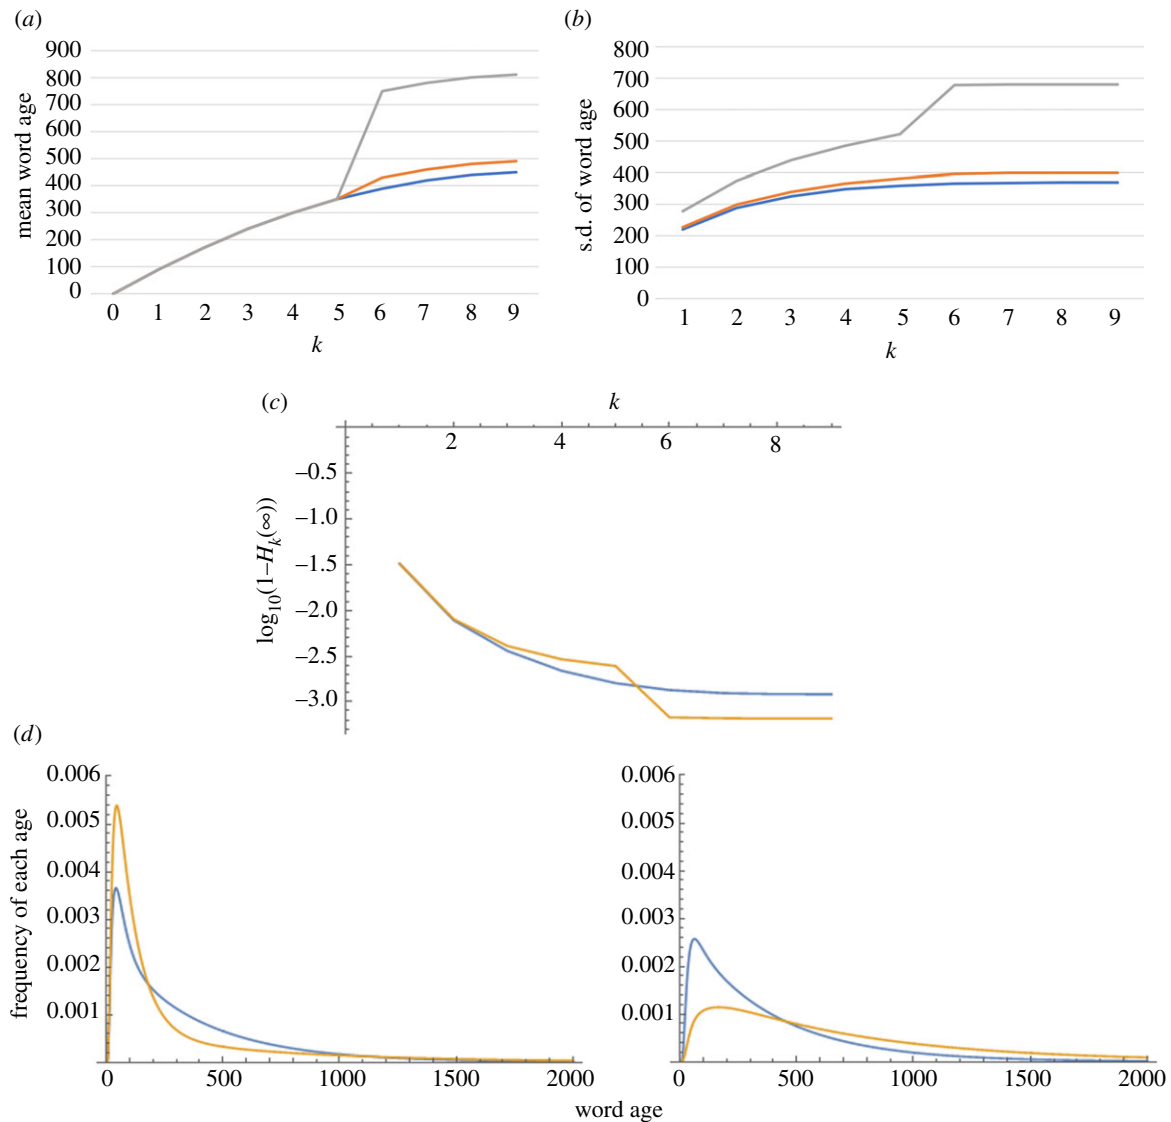 (a)
mean word age
900
800
700
600
500
400
300
200
100
0
0 1 2 3 4 5 6 7 8 9
k
(b)
s.d. of word age
800
700
600
500
400
300
200
100
0
1 2 3 4 5 6 7 8 9
k
(c)
k
2 4 6 8
log10(1−Hk(∞))
−0.5
−1.0
−1.5
−2.0
−2.5
−3.0
(d)
frequency of each age
0.006
0.005
0.004
0.003
0.002
0.001
0 500 1000 1500 2000
0.006
0.005
0.004
0.003
0.002
0.001
0 500 1000 1500 2000
word age